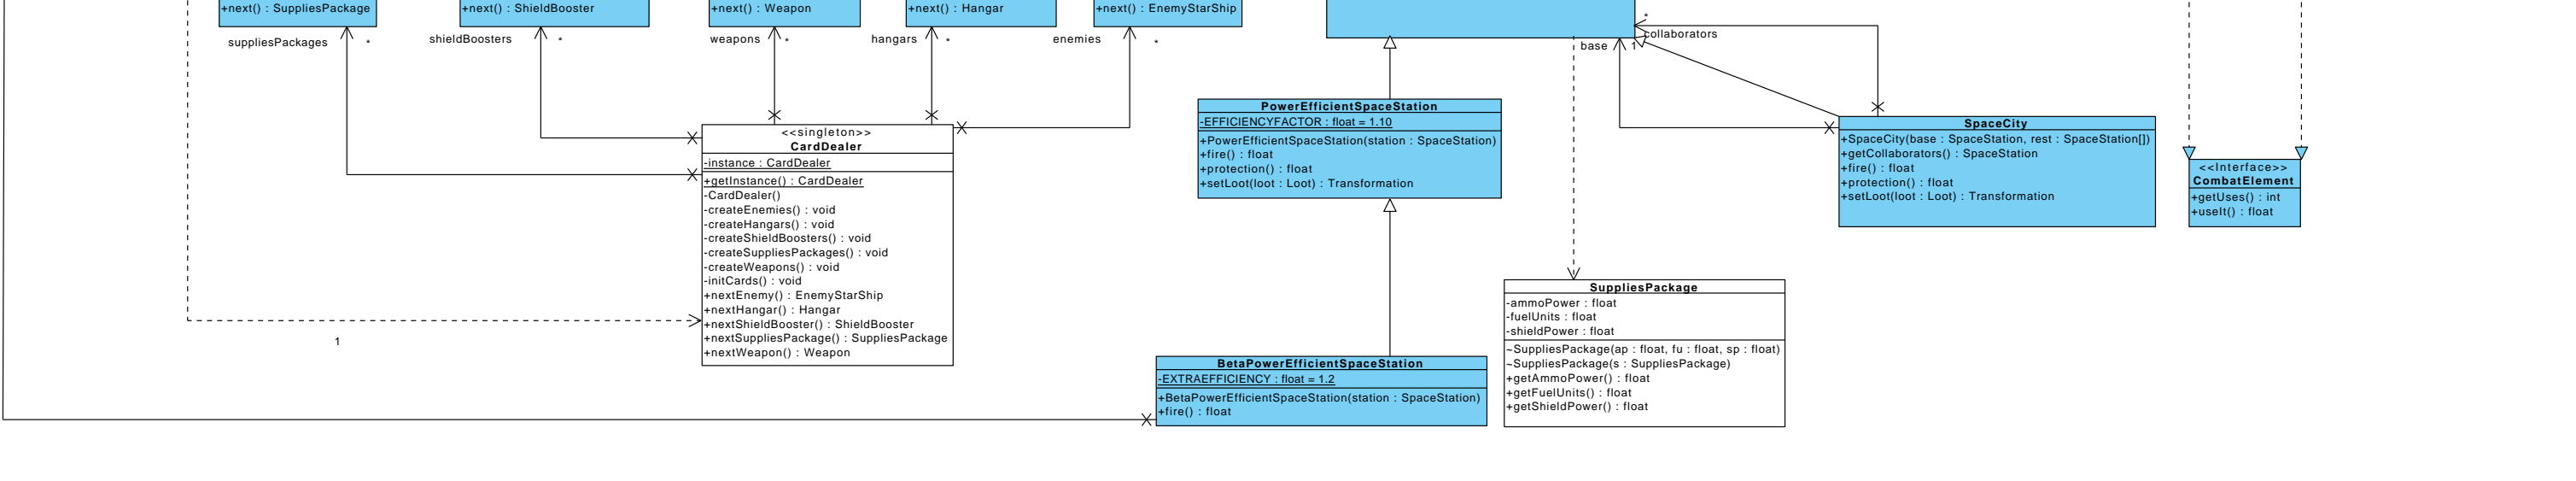 +next() : SuppliesPackage
+next() : ShieldBooster
+next() : Weapon
+next() : Hangar
+next() : EnemyStarShip
suppliesPackages
*
shieldBoosters
*
weapons
*
hangars
*
enemies
*
base
1
*
collaborators
<<singleton>>
CardDealer
-instance : CardDealer
+getInstance() : CardDealer
-CardDealer()
-createEnemies() : void
-createHangars() : void
-createShieldBoosters() : void
-createSuppliesPackages() : void
-createWeapons() : void
-initCards() : void
+nextEnemy() : EnemyStarShip
+nextHangar() : Hangar
+nextShieldBooster() : ShieldBooster
+nextSuppliesPackage() : SuppliesPackage
+nextWeapon() : Weapon
1
PowerEfficientSpaceStation
-EFFICIENCYFACTOR : float = 1.10
+PowerEfficientSpaceStation(station : SpaceStation)
+fire() : float
+protection() : float
+setLoot(loot : Loot) : Transformation
SpaceCity
+SpaceCity(base : SpaceStation, rest : SpaceStation[])
+getCollaborators() : SpaceStation
+fire() : float
+protection() : float
+setLoot(loot : Loot) : Transformation
<<Interface>>
CombatElement
+getUses() : int
+useIt() : float
SuppliesPackage
-ammoPower : float
-fuelUnits : float
-shieldPower : float
~SuppliesPackage(ap : float, fu : float, sp : float)
~SuppliesPackage(s : SuppliesPackage)
+getAmmoPower() : float
+getFuelUnits() : float
+getShieldPower() : float
BetaPowerEfficientSpaceStation
-EXTRAEFFICIENCY : float = 1.2
+BetaPowerEfficientSpaceStation(station : SpaceStation)
+fire() : float